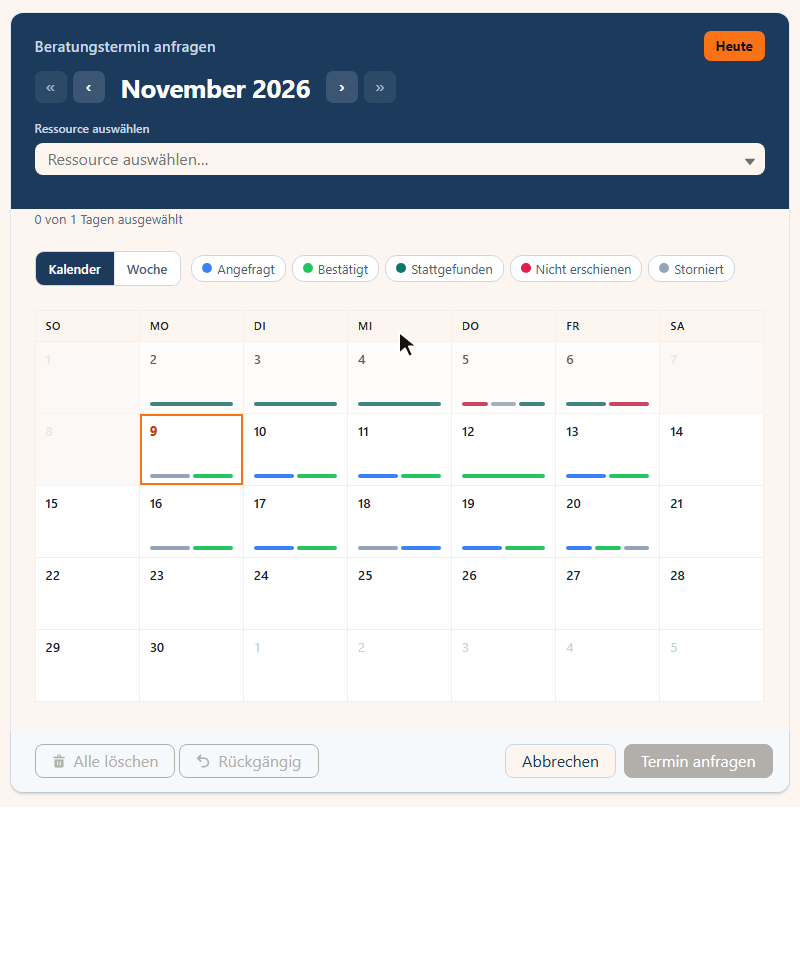 Beratungstermin anfragen
Heute
« ‹ November 2026 › »
Ressource auswählen
Ressource auswählen...
0 von 1 Tagen ausgewählt
Kalender Woche Angefragt Bestätigt Stattgefunden Nicht erschienen Storniert
SO MO DI MI DO FR SA
1 2 3 4 5 6 7
8 9 10 11 12 13 14
15 16 17 18 19 20 21
22 23 24 25 26 27 28
29 30 1 2 3 4 5
Alle löschen Rückgängig Abbrechen Termin anfragen